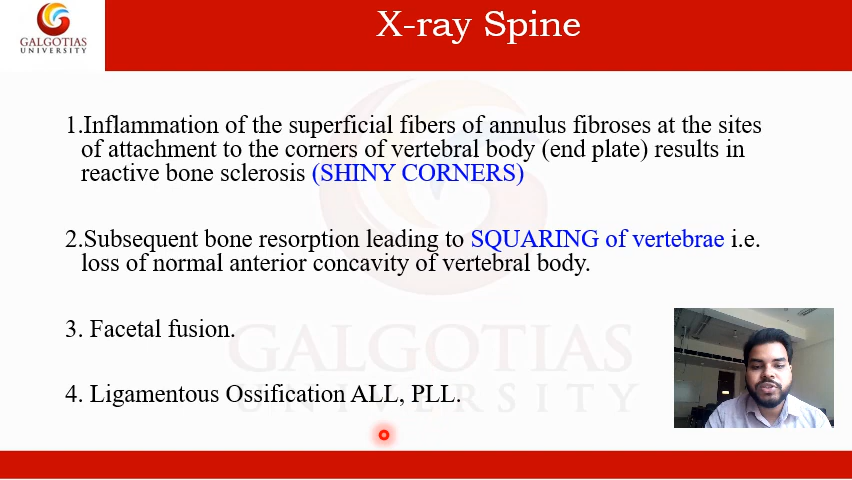 GALGOTIAS
UNIVERSITY
X-ray Spine
1.Inflammation of the superficial fibers of annulus fibroses at the sites
of attachment to the corners of vertebral body (end plate) results in
reactive bone sclerosis (SHINY CORNERS)
2.Subsequent bone resorption leading to SQUARING of vertebrae i.e.
loss of normal anterior concavity of vertebral body.
3. Facetal fusion.
GALGOTIAS
4. Ligamentous Ossification ALL, PLL.
UNIVERSITY